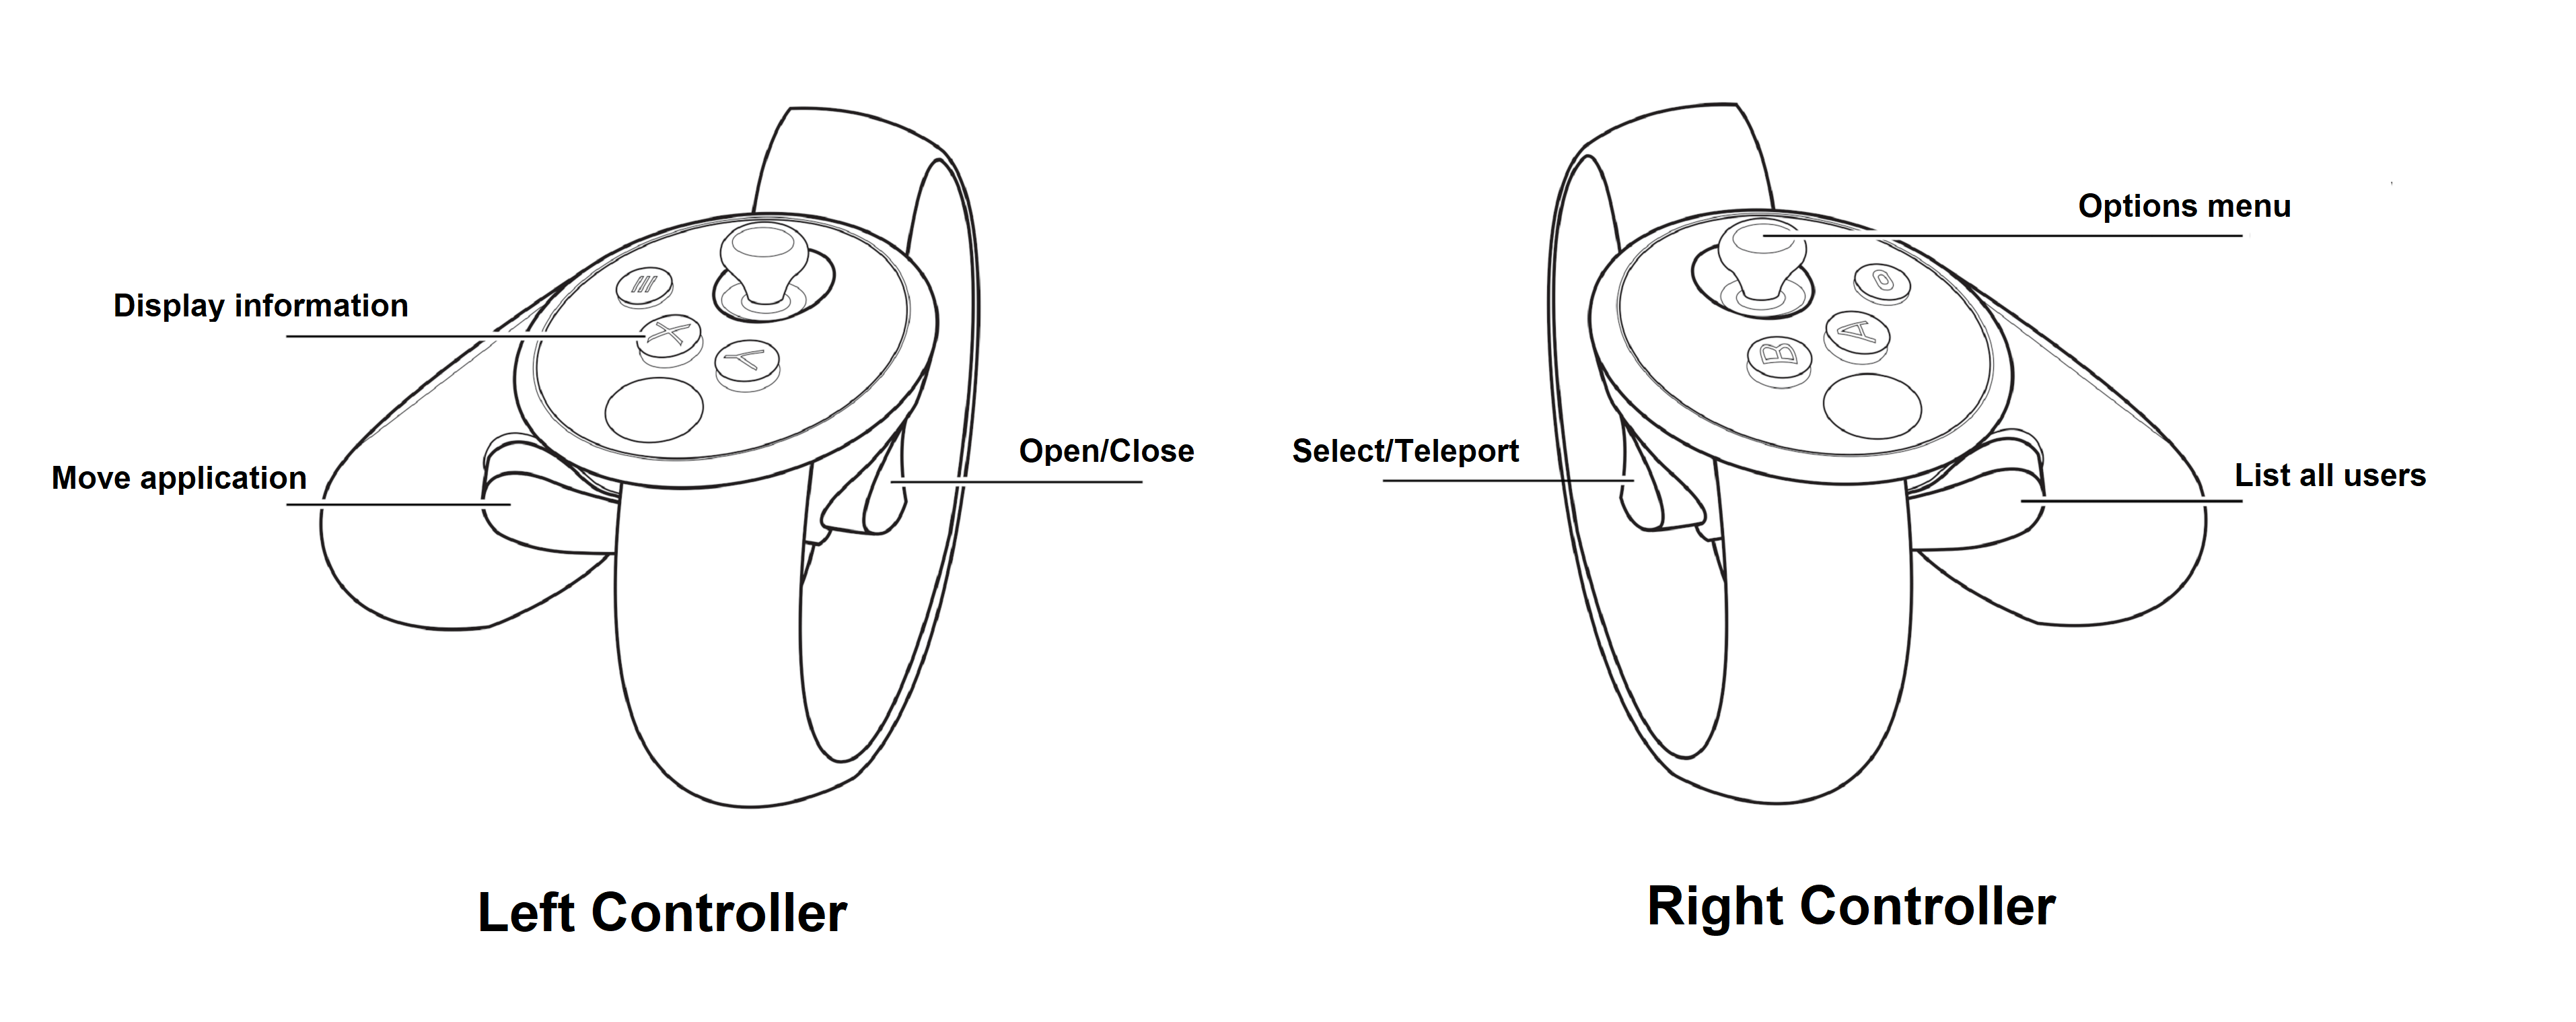 Options menu
Display information
Open/Close
Select/Teleport
Move application
List all users
X
Y
A
B
Left Controller
Right Controller